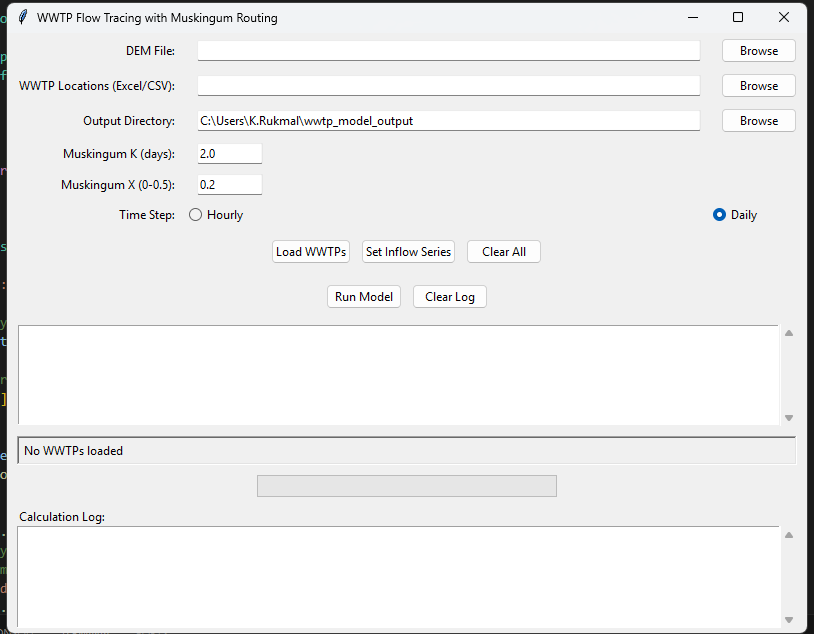 WWTP Flow Tracing with Muskingum Routing
DEM File: Browse
WWTP Locations (Excel/CSV): Browse
Output Directory: C:\Users\K.Rukmal\wwtp_model_output Browse
Muskingum K (days): 2.0
Muskingum X (0-0.5): 0.2
Time Step: Hourly Daily
Load WWTPs Set Inflow Series Clear All
Run Model Clear Log
No WWTPs loaded
Calculation Log: